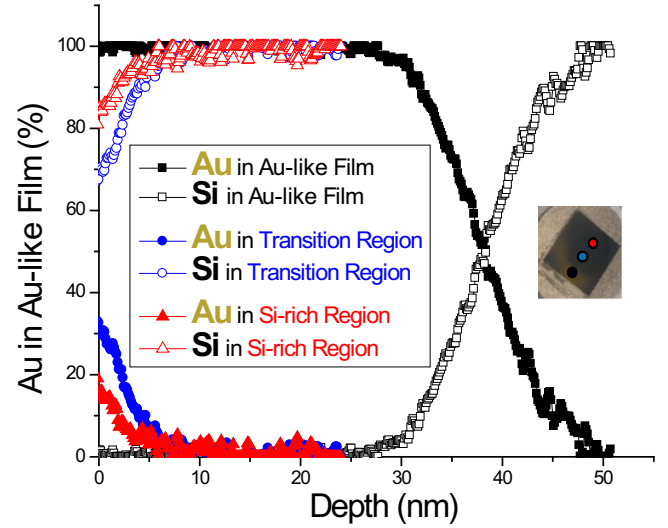 100
80
60
40
20
0
Au in Au-like Film (%)
Au in Au-like Film
Si in Au-like Film
Au in Transition Region
Si in Transition Region
Au in Si-rich Region
Si in Si-rich Region
0 10 20 30 40 50
Depth (nm)